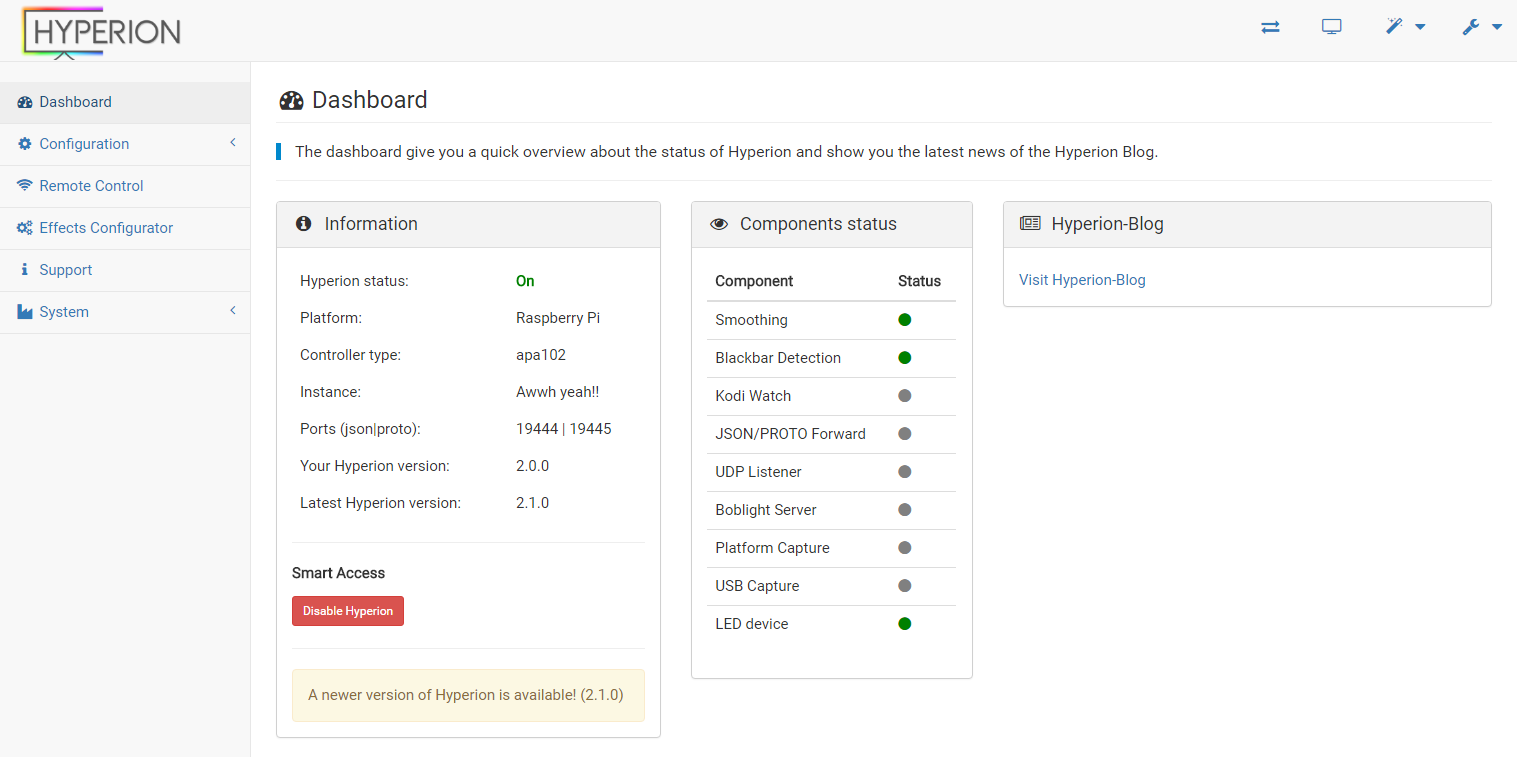 HYPERION
Dashboard
Configuration
Remote Control
Effects Configurator
Support
System
Dashboard
The dashboard give you a quick overview about the status of Hyperion and show you the latest news of the Hyperion Blog.
Information
Hyperion status: On
Platform: Raspberry Pi
Controller type: apa102
Instance: Awwh yeah!!
Ports (json|proto): 19444 | 19445
Your Hyperion version: 2.0.0
Latest Hyperion version: 2.1.0
Smart Access
Disable Hyperion
A newer version of Hyperion is available! (2.1.0)
Components status
Component Status
Smoothing
Blackbar Detection
Kodi Watch
JSON/PROTO Forward
UDP Listener
Boblight Server
Platform Capture
USB Capture
LED device
Hyperion-Blog
Visit Hyperion-Blog